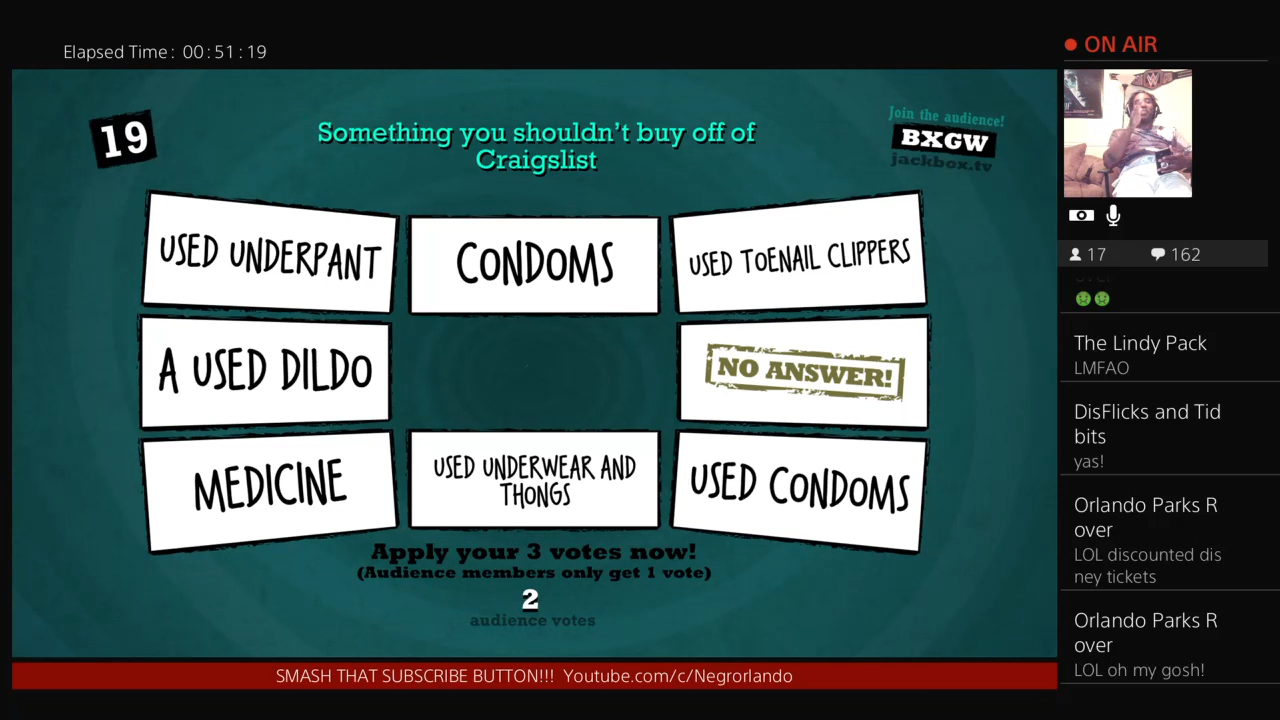 Elapsed Time: 00:51:19
ON AIR
19
Something you shouldn't buy off of
Craigslist
Join the audience!
BXGW
jackbox.tv
USED UNDERPANT
CONDOMS
USED TOENAIL CLIPPERS
A USED DILDO
NO ANSWER!
MEDICINE
USED UNDERWEAR AND
THONGS
USED CONDOMS
Apply your 3 votes now!
(Audience members only get 1 vote)
2
audience votes
SMASH THAT SUBSCRIBE BUTTON!!! Youtube.com/c/Negrorlando
17
162
The Lindy Pack
LMFAO
DisFlicks and Tid
bits
yas!
Orlando Parks R
over
LOL discounted dis
ney tickets
Orlando Parks R
over
LOL oh my gosh!